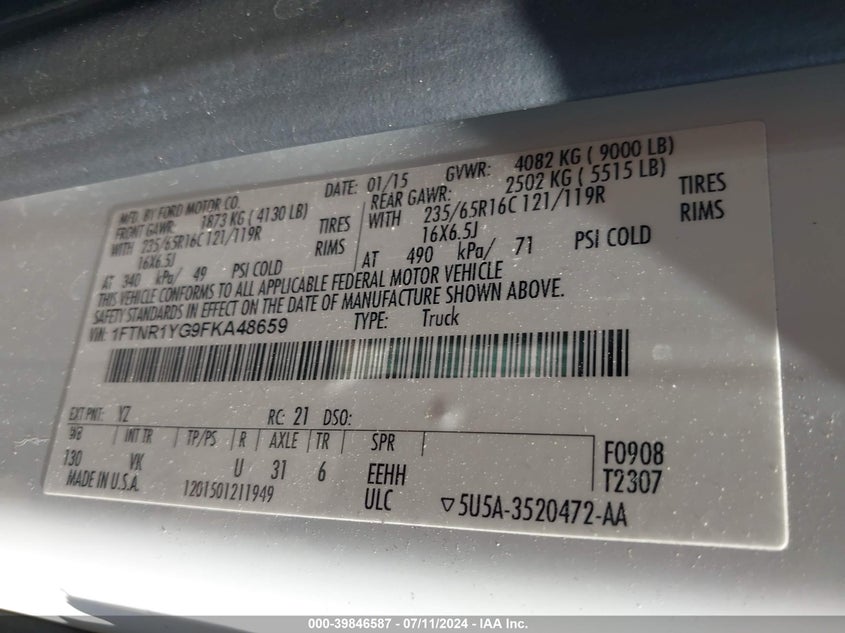 MFD. BY FORD MOTOR CO.
DATE: 01/15 GVWR: 4082 KG ( 9000 LB)
FRONT GAWR: 1873 KG ( 4130 LB)
REAR GAWR: 2502 KG ( 5515 LB)
WITH 235/65R16C 121/119R TIRES
WITH 235/65R16C 121/119R TIRES
16X6.5J RIMS
16X6.5J RIMS
AT 340 kPa/ 49 PSI COLD
AT 490 kPa/ 71 PSI COLD
THIS VEHICLE CONFORMS TO ALL APPLICABLE FEDERAL MOTOR VEHICLE
SAFETY STANDARDS IN EFFECT ON THE DATE OF MANUFACTURE SHOWN ABOVE.
VIN: 1FTNR1YG9FKA48659 TYPE: Truck
EXT PNT: YZ RC: 21 DSO:
WB INT TR TP/PS R AXLE TR SPR
130 VK U 31 6 EEHH
F0908
T2307
MADE IN U.S.A. 1201501211949 ULC ▽5U5A-3520472-AA
000-39846587 - 07/11/2024 - IAA Inc.